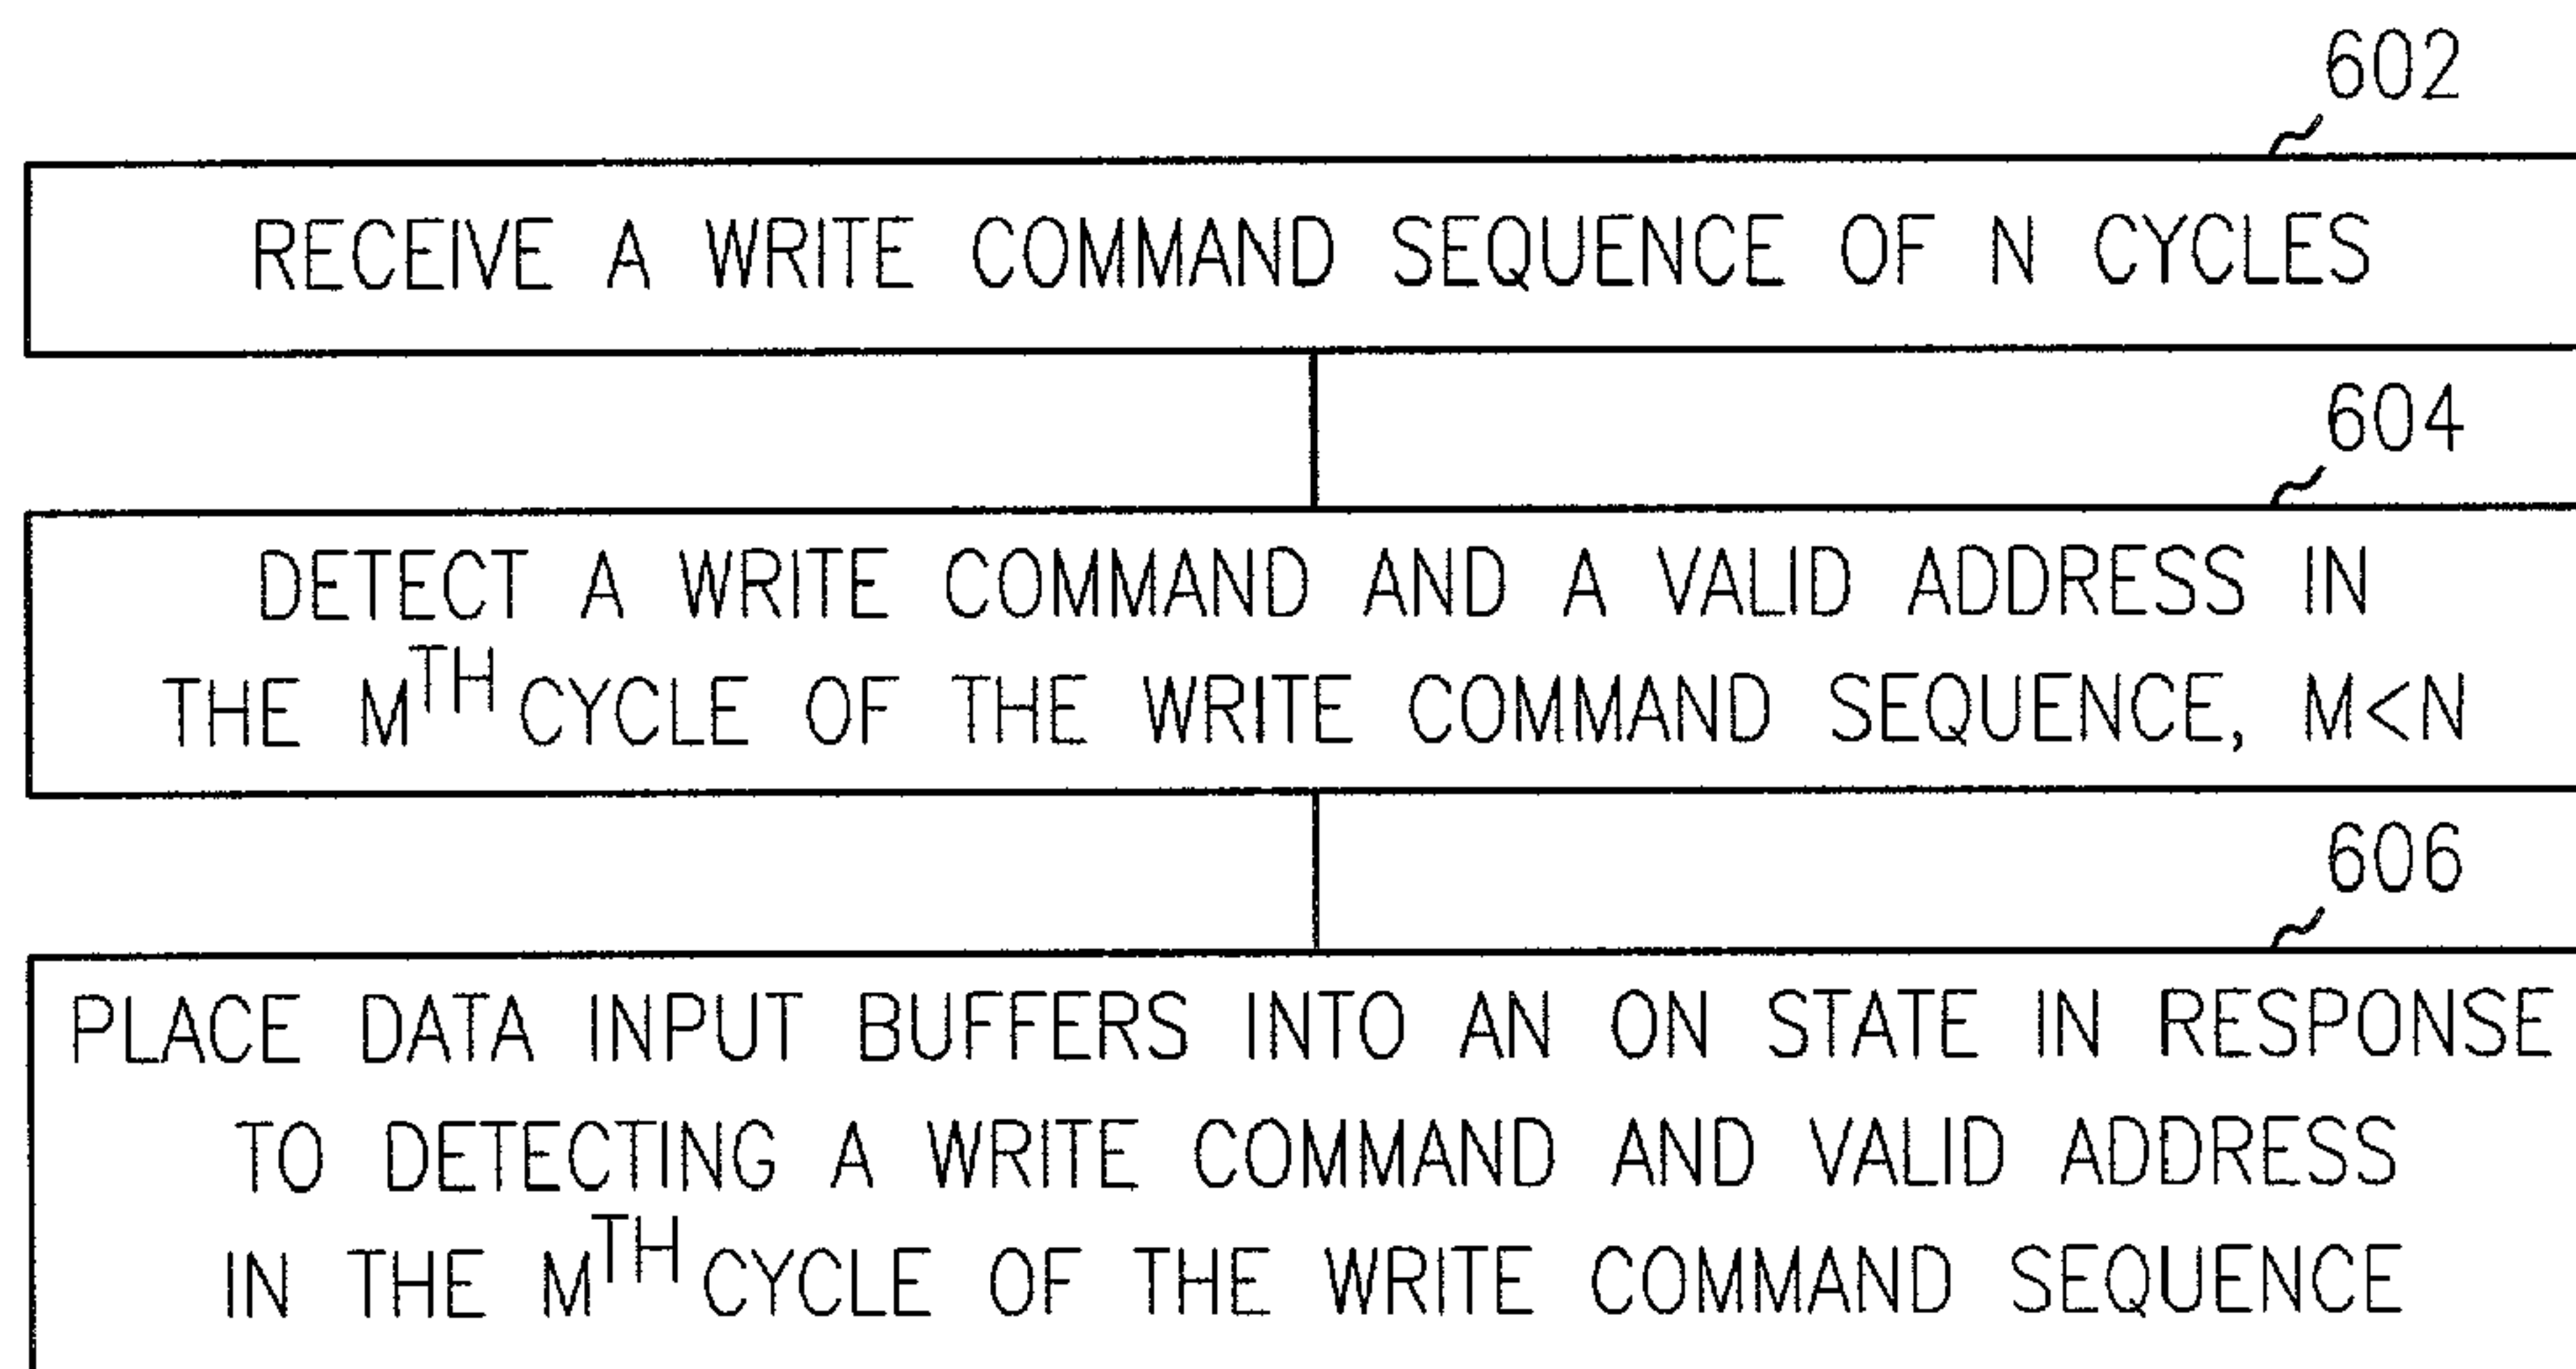 602
RECEIVE A WRITE COMMAND SEQUENCE OF N CYCLES
604
DETECT A WRITE COMMAND AND A VALID ADDRESS IN
THE MTH CYCLE OF THE WRITE COMMAND SEQUENCE, M<N
606
PLACE DATA INPUT BUFFERS INTO AN ON STATE IN RESPONSE
TO DETECTING A WRITE COMMAND AND VALID ADDRESS
IN THE MTH CYCLE OF THE WRITE COMMAND SEQUENCE